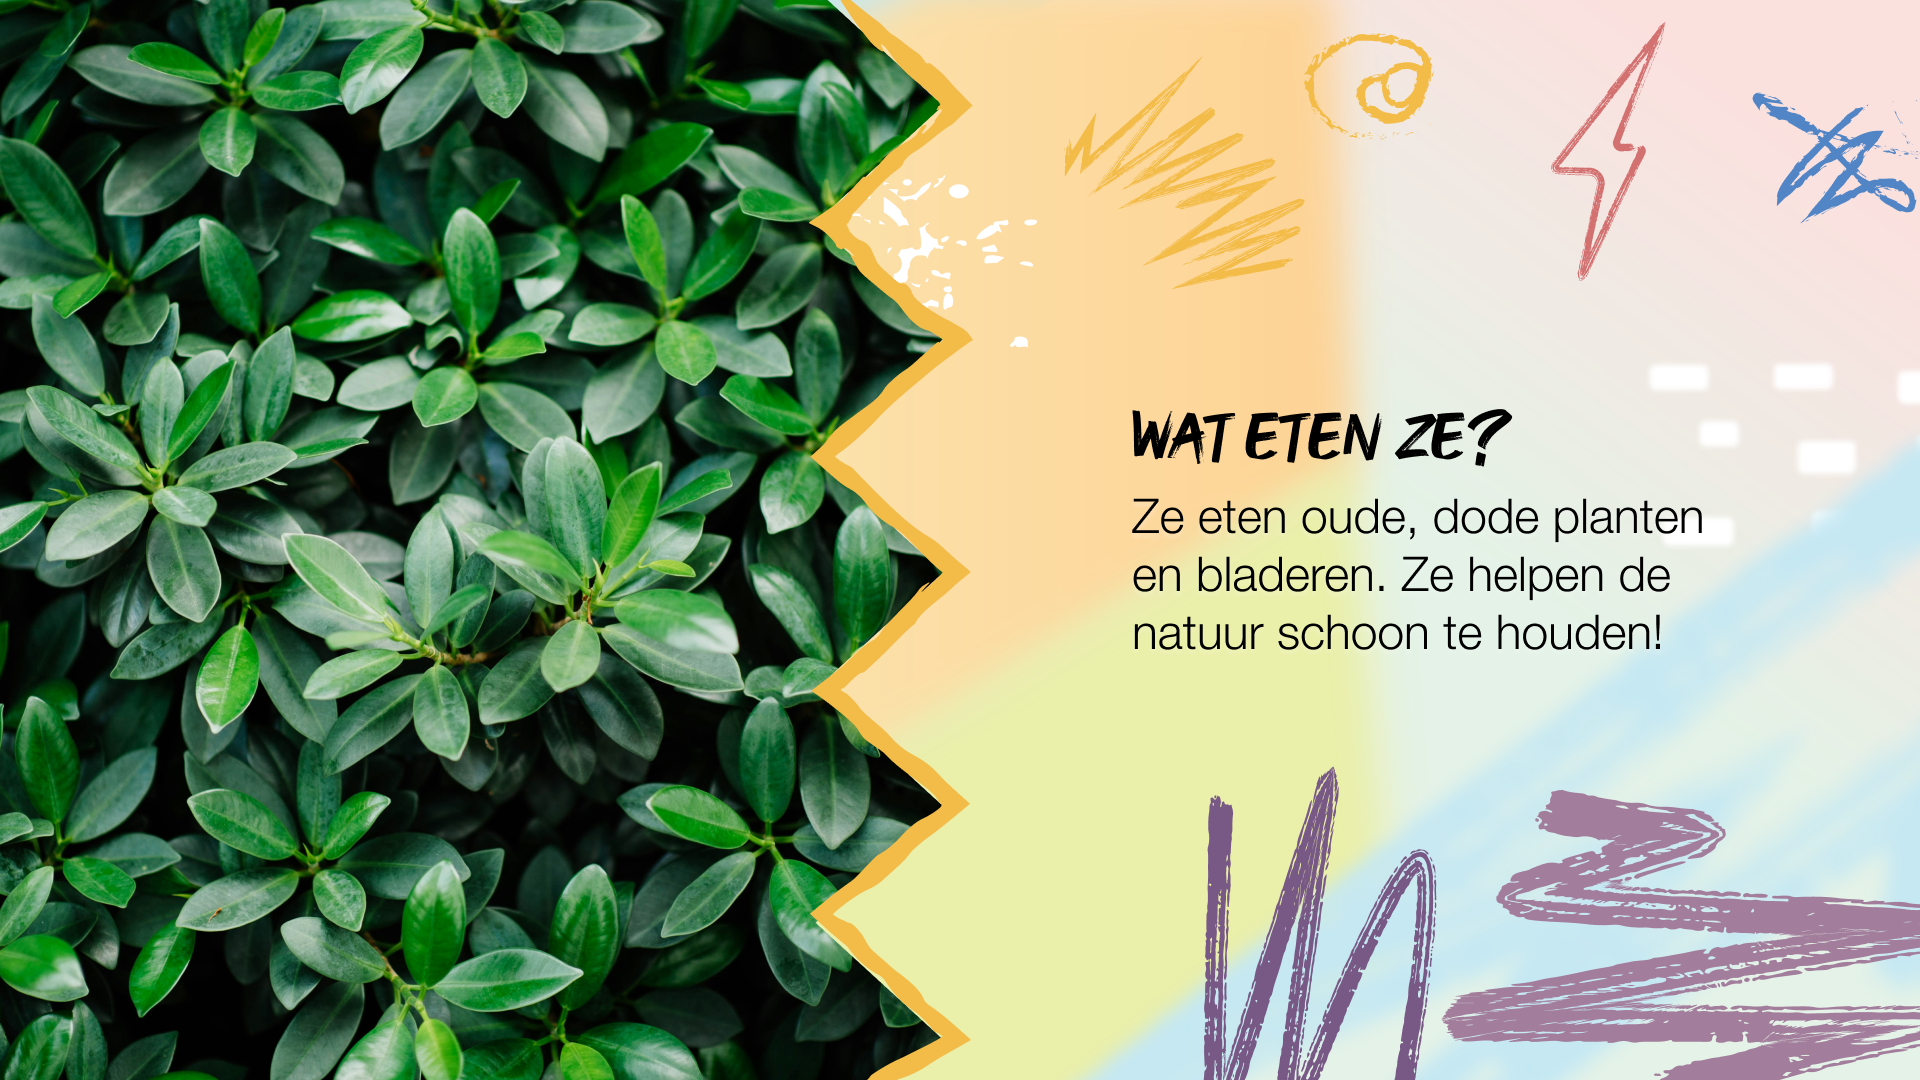 WAT ETEN ZE?
Ze eten oude, dode planten
en bladeren. Ze helpen de
natuur schoon te houden!